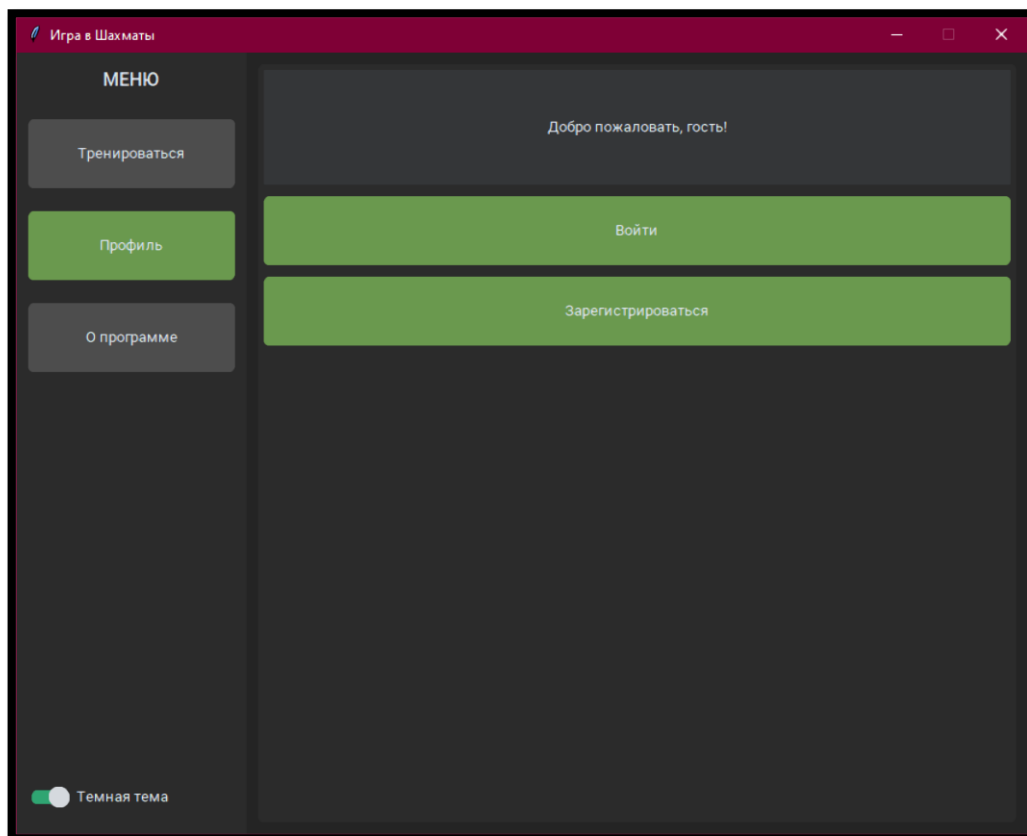 Игра в Шахматы
МЕНЮ
Тренироваться
Профиль
О программе
Темная тема
Добро пожаловать, гость!
Войти
Зарегистрироваться